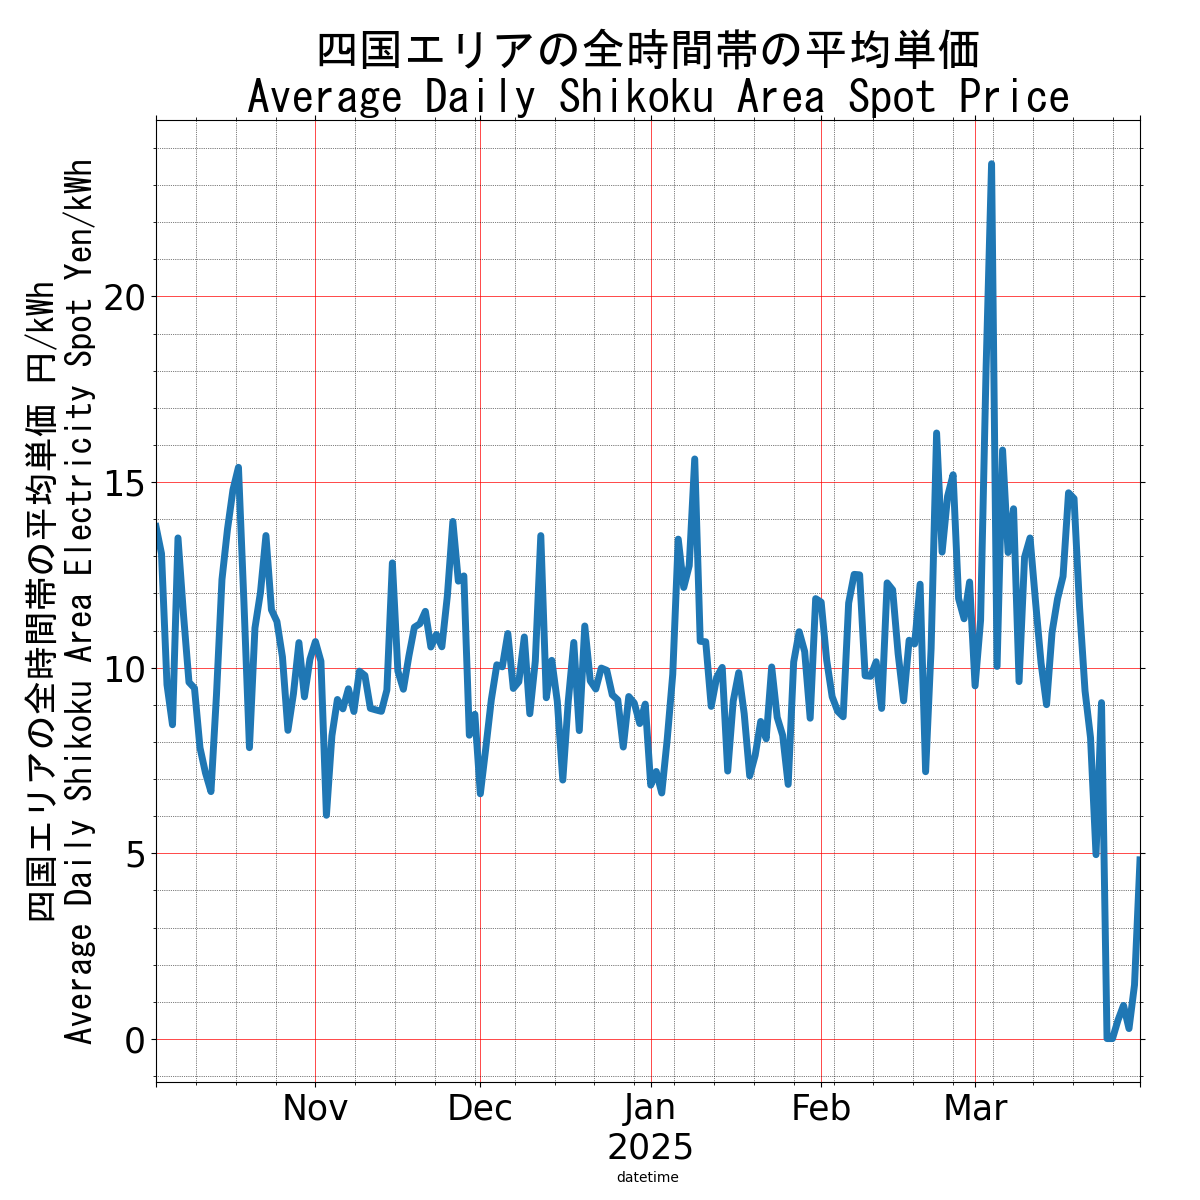 四国エリアの全時間帯の平均単価
Average Daily Shikoku Area Spot Price
四国エリアの全時間帯の平均単価 円/kWh
Average Daily Shikoku Area Electricity Spot Yen/kWh
20
15
10
5
0
Nov
Dec
Jan
2025
Feb
Mar
datetime